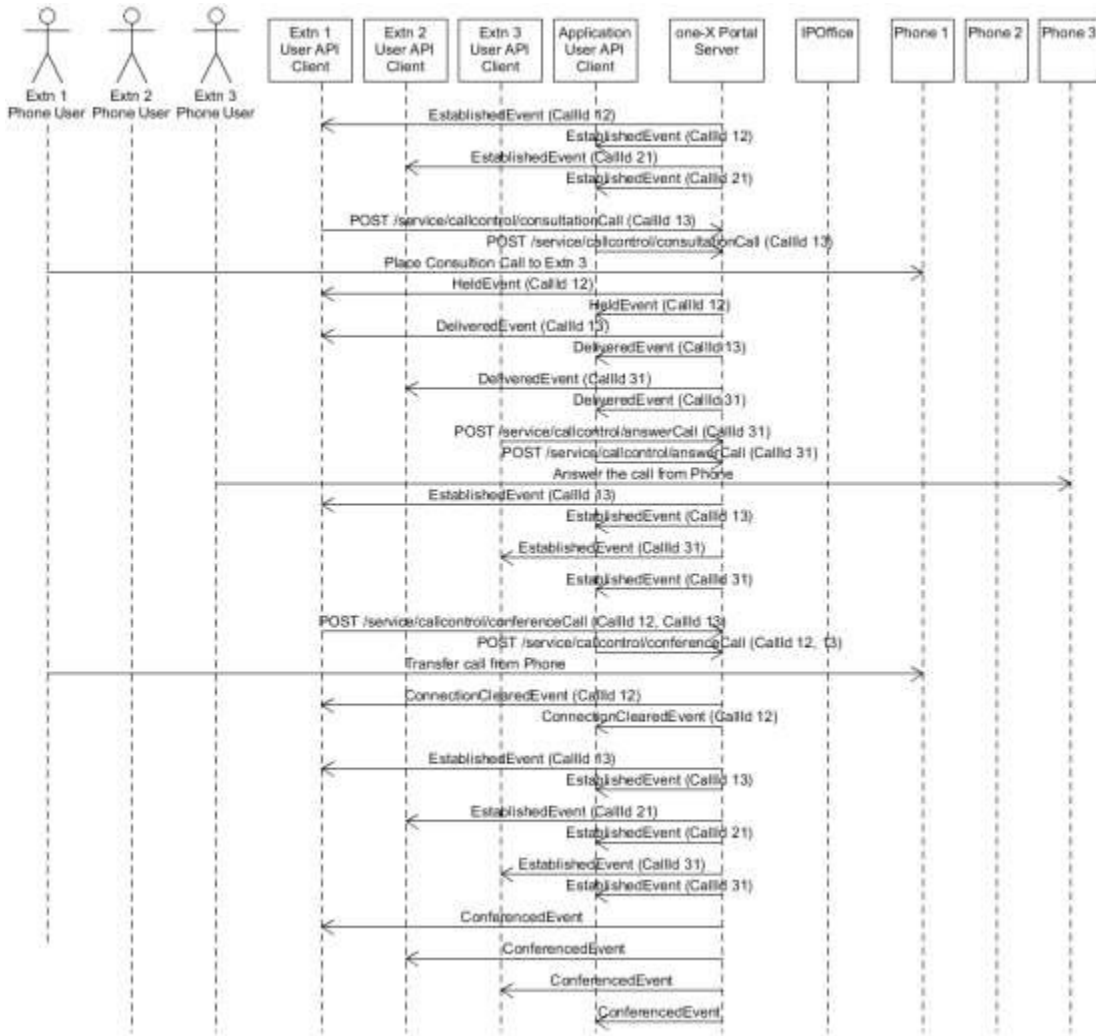 Extn 1
User API
Client
Extn 2
User API
Client
Extn 3
User API
Client
Application
User API
Client
one-X Portal
Server
IPOffice
Phone 1
Phone 2
Phone 3
Extn 1
Phone User
Extn 2
Phone User
Extn 3
Phone User
EstablishedEvent (CallId 12)
EstablishedEvent (CallId 12)
EstablishedEvent (CallId 21)
EstablishedEvent (CallId 21)
POST /service/callcontrol/consultationCall (CallId 13)
POST /service/callcontrol/consultationCall (CallId 13)
Place Consultion Call to Extn 3
HeldEvent (CallId 12)
HeldEvent (CallId 12)
DeliveredEvent (CallId 13)
DeliveredEvent (CallId 13)
DeliveredEvent (CallId 31)
DeliveredEvent (CallId 31)
POST /service/callcontrol/answerCall (CallId 31)
POST /service/callcontrol/answerCall (CallId 31)
Answer the call from Phone
EstablishedEvent (CallId 13)
EstablishedEvent (CallId 13)
EstablishedEvent (CallId 31)
EstablishedEvent (CallId 31)
POST /service/callcontrol/conferenceCall (CallId 12, CallId 13)
POST /service/callcontrol/conferenceCall (CallId 12, 13)
Transfer call from Phone
ConnectionClearedEvent (CallId 12)
ConnectionClearedEvent (CallId 12)
EstablishedEvent (CallId 13)
EstablishedEvent (CallId 13)
EstablishedEvent (CallId 21)
EstablishedEvent (CallId 21)
EstablishedEvent (CallId 31)
EstablishedEvent (CallId 31)
ConferencedEvent
ConferencedEvent
ConferencedEvent
ConferencedEvent